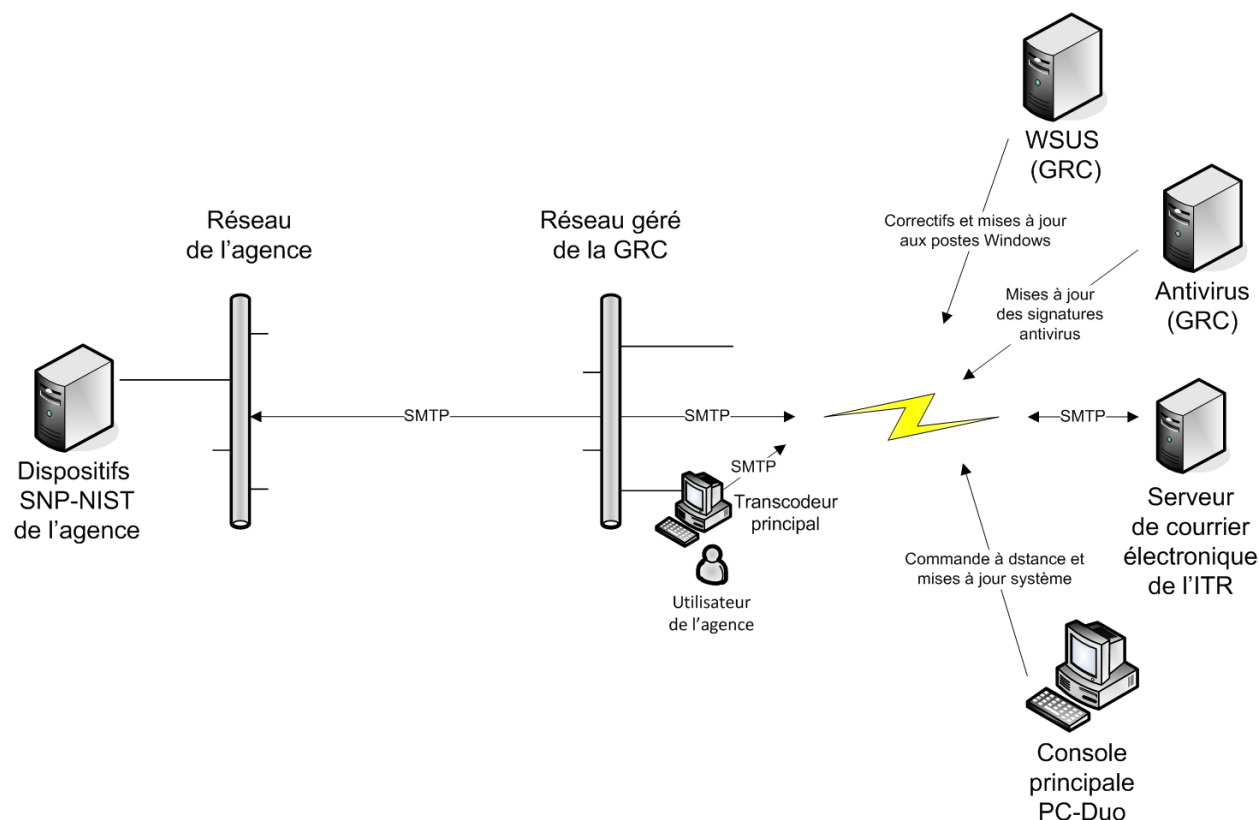 WSUS
(GRC)
Réseau
de l'agence
Réseau géré
de la GRC
Correctifs et mises à jour
aux postes Windows
Mises à jour
des signatures
antivirus
Antivirus
(GRC)
SMTP
SMTP
SMTP
SMTP
Dispositifs
SNP-NIST
de l'agence
Transcodeur
principal
Utilisateur
de l'agence
Serveur
de courrier
électronique
de l'ITR
Commande à dstance et
mises à jour système
Console
principale
PC-Duo